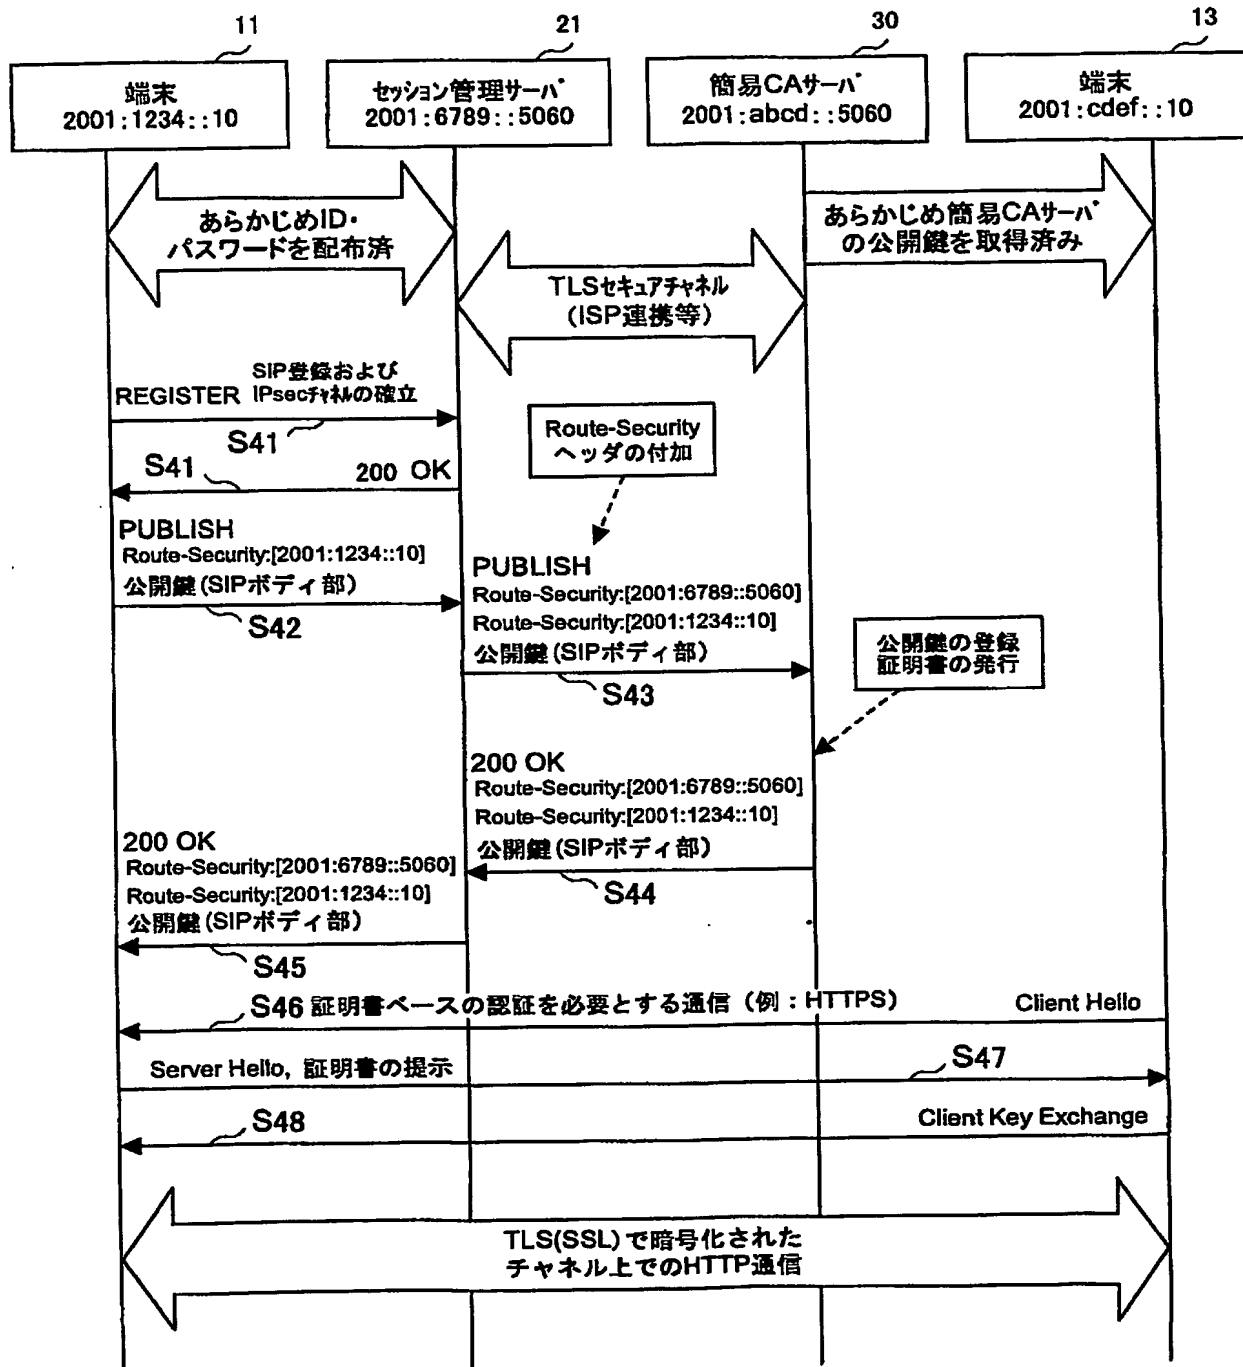 11
21
30
13
端末
2001:1234::10
セッション管理サーバ
2001:6789::5060
簡易CAサーバ
2001:abcd::5060
端末
2001:cdef::10
あらかじめID・
パスワードを配布済
あらかじめ簡易CAサーバ
の公開鍵を取得済み
TLSセキュアチャネル
(ISP連携等)
SIP登録および
REGISTER IPsecチャネルの確立
S41
Route-Security
ヘッダの付加
S41
200 OK
PUBLISH
Route-Security:[2001:1234::10]
公開鍵(SIPボディ部)
S42
PUBLISH
Route-Security:[2001:6789::5060]
Route-Security:[2001:1234::10]
公開鍵(SIPボディ部)
S43
公開鍵の登録
証明書の発行
200 OK
Route-Security:[2001:6789::5060]
Route-Security:[2001:1234::10]
公開鍵(SIPボディ部)
S44
200 OK
Route-Security:[2001:6789::5060]
Route-Security:[2001:1234::10]
公開鍵(SIPボディ部)
S45
S46 証明書ベースの認証を必要とする通信(例:HTTPS)
Client Hello
Server Hello, 証明書の提示
S47
S48
Client Key Exchange
TLS(SSL)で暗号化された
チャネル上でのHTTP通信